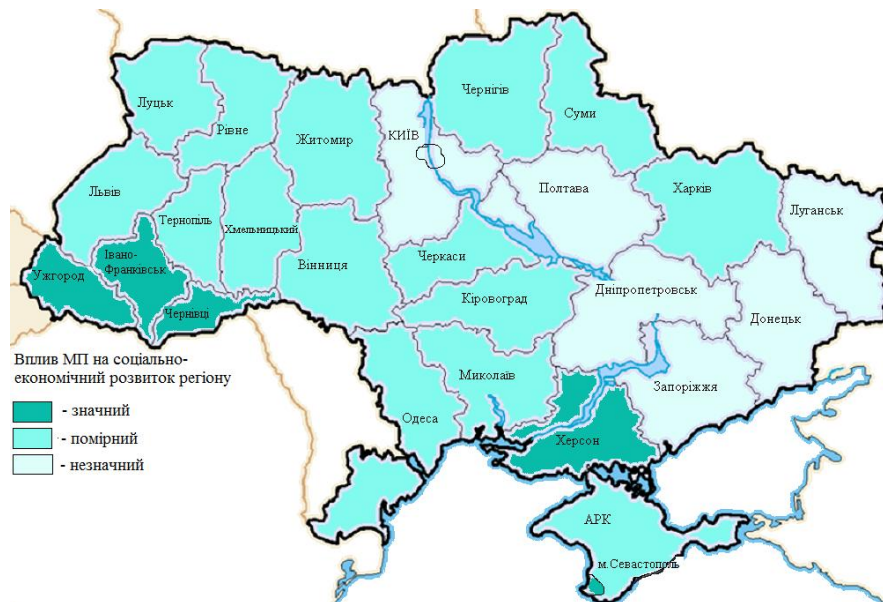 Чернігів
Луцьк
Суми
Рівне
Житомир
КИЇВ
Львів
Полтава
Харків
Луганськ
Тернопіль
Хмельницький
Івано-
Франківськ
Вінниця
Черкаси
Ужгород
Дніпропетровськ
Кіровоград
Чернівці
Донецьк
Вплив МП на соціально-
економічний розвиток регіону
Миколаїв
Запоріжжя
- значний
Одеса
- помірний
Херсон
- незначний
АРК
м.Севастополь